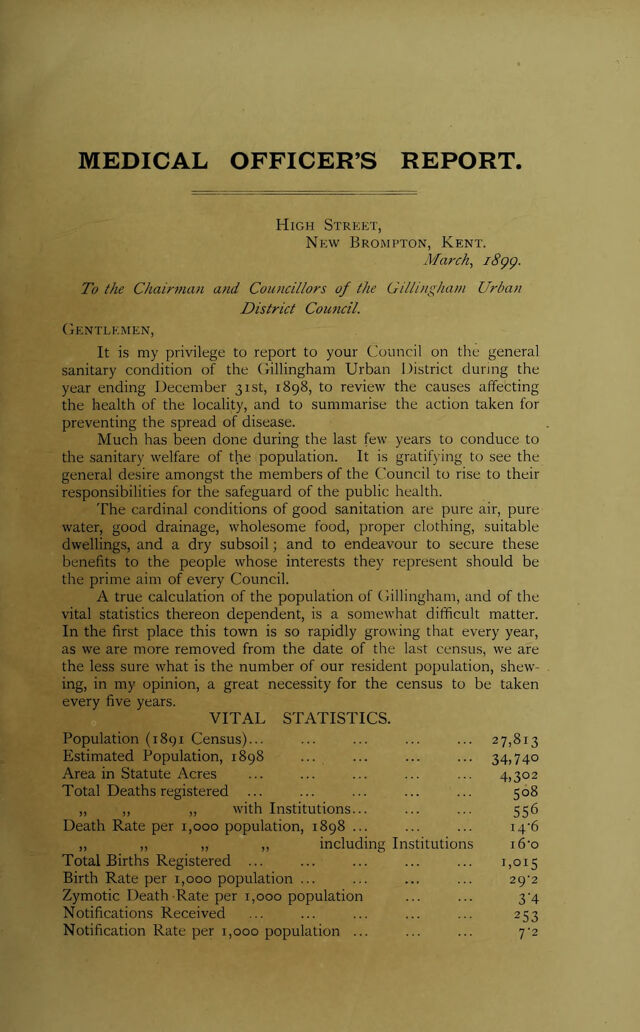 MEDICAL OFFICER'S REPORT.
High Street,
New Brompton, Kent.
March, 1899.
To the Chairman and Councillors of the Gillingham Urban
District Council.
Gentlemen,
It is my privilege to report to your Council on the general
sanitary condition of the Gillingham Urban District during the
year ending December 31st, 1898, to review the causes affecting
the health of the locality, and to summarise the action taken for
preventing the spread of disease.
Much has been done during the last few years to conduce to
the sanitary welfare of the population. It is gratifying to see the
general desire amongst the members of the Council to rise to their
responsibilities for the safeguard of the public health.
The cardinal conditions of good sanitation are pure air, pure
water, good drainage, wholesome food, proper clothing, suitable
dwellings, and a dry subsoil; and to endeavour to secure these
benefits to the people whose interests they represent should be
the prime aim of every Council.
A true calculation of the population of Gillingham, and of the
vital statistics thereon dependent, is a somewhat difficult matter.
In the first place this town is so rapidly growing that every year,
as we are more removed from the date of the last census, we are
the less sure what is the number of our resident population, shew-
ing, in my opinion, a great necessity for the census to be taken
every five years.
VITAL STATISTICS.
Population (1891 Census)... ... ... ... ... 27,813
Estimated Population, 1898 ... ... ... ... 34,740
Area in Statute Acres ... ... ... ... ... 4,302
Total Deaths registered ... ... ... ... ... 508
„ „ „ with Institutions... ... ... 556
Death Rate per 1,000 population, 1898 ... ... ... 14·6
„ „ „ „ including Institutions 16·0
Total Births Registered ... ... ... ... ... 1,015
Birth Rate per 1,000 population ... ... ... ... 29·2
Zymotic Death Rate per 1,000 population ... ... 3·4
Notifications Received ... ... ... ... ... 253
Notification Rate per 1,000 population ... ... ... 7·2